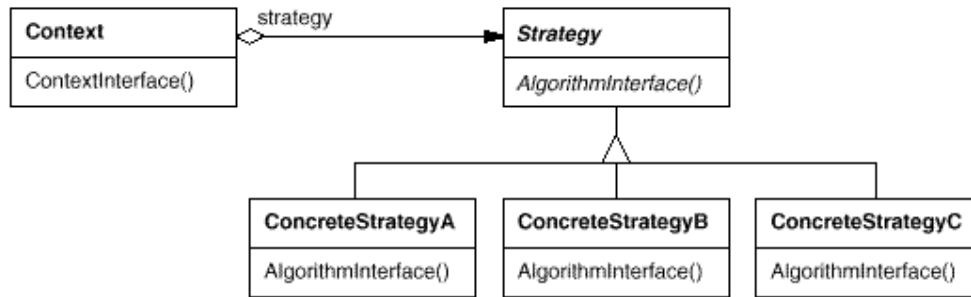 strategy
Context
ContextInterface()
Strategy
AlgorithmInterface()
ConcreteStrategyA
AlgorithmInterface()
ConcreteStrategyB
AlgorithmInterface()
ConcreteStrategyC
AlgorithmInterface()